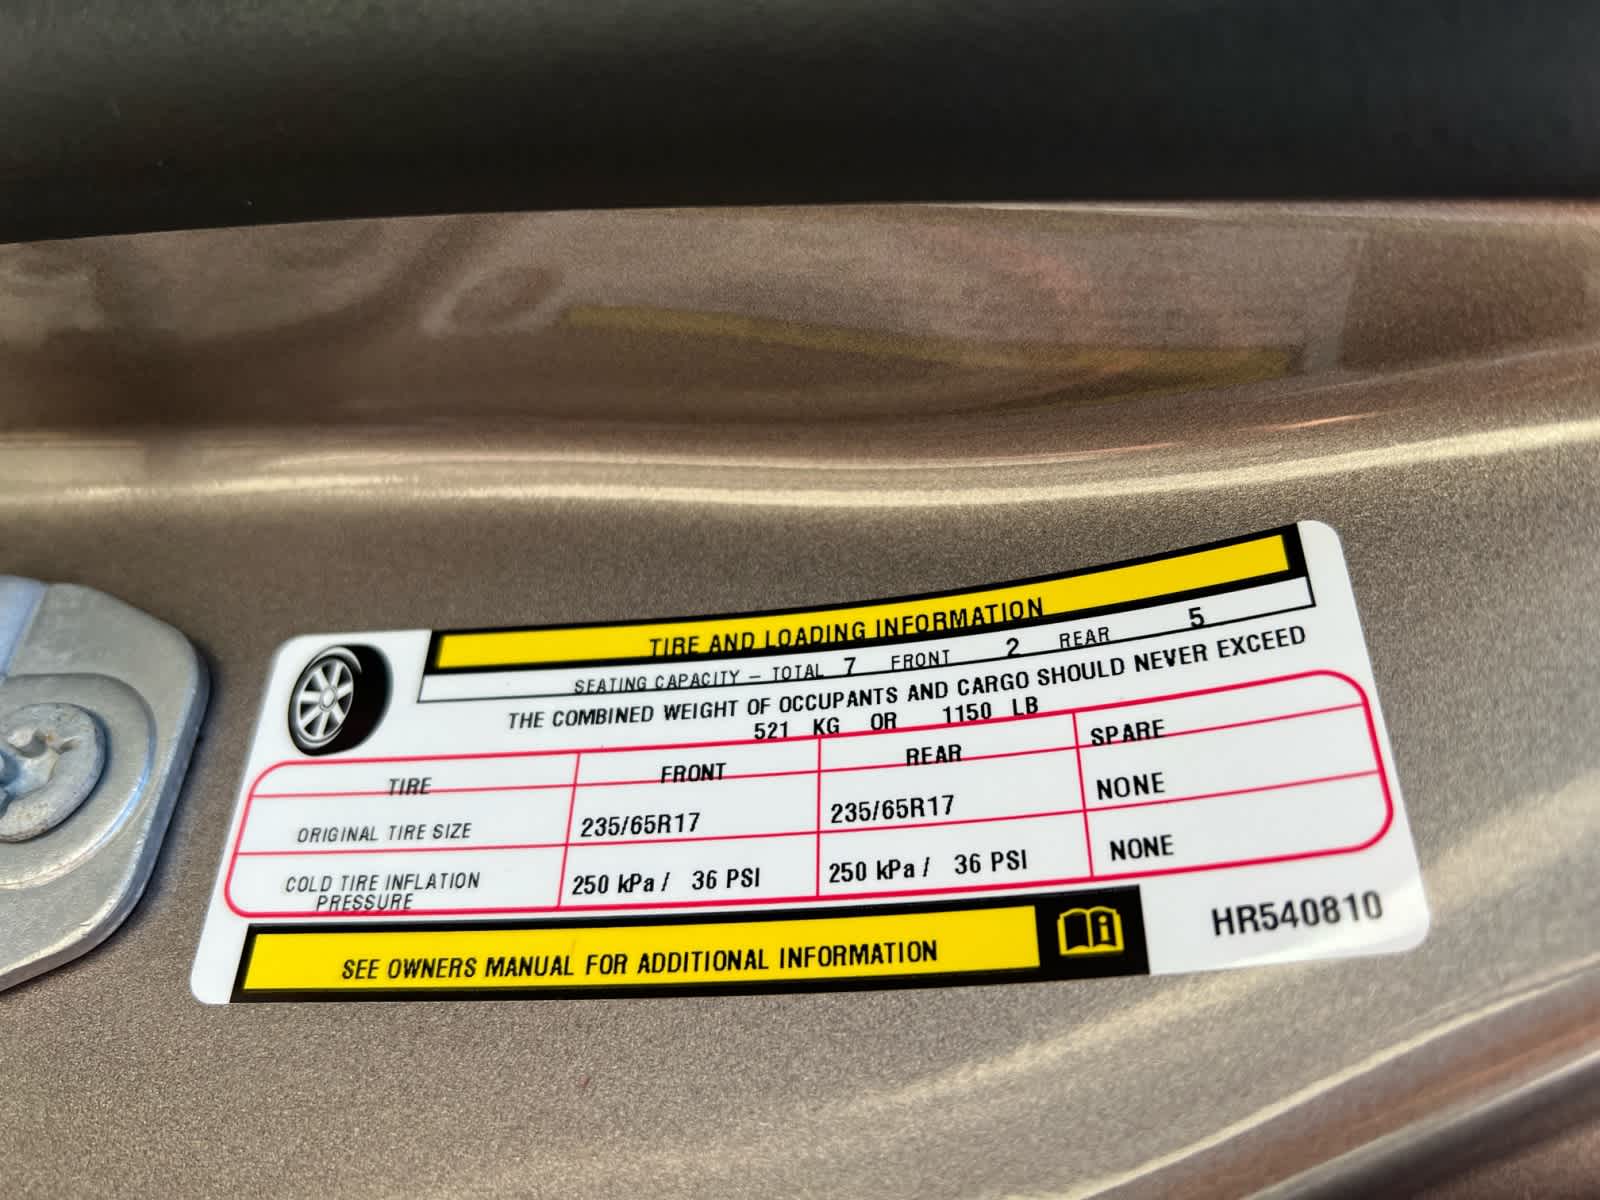 TIRE AND LOADING INFORMATION
SEATING CAPACITY – TOTAL 7 FRONT 2 REAR 5
THE COMBINED WEIGHT OF OCCUPANTS AND CARGO SHOULD NEVER EXCEED
521 KG OR 1150 LB
TIRE FRONT REAR SPARE
ORIGINAL TIRE SIZE 235/65R17 235/65R17 NONE
COLD TIRE INFLATION
PRESSURE 250 kPa / 36 PSI 250 kPa / 36 PSI NONE
SEE OWNERS MANUAL FOR ADDITIONAL INFORMATION
HR540810